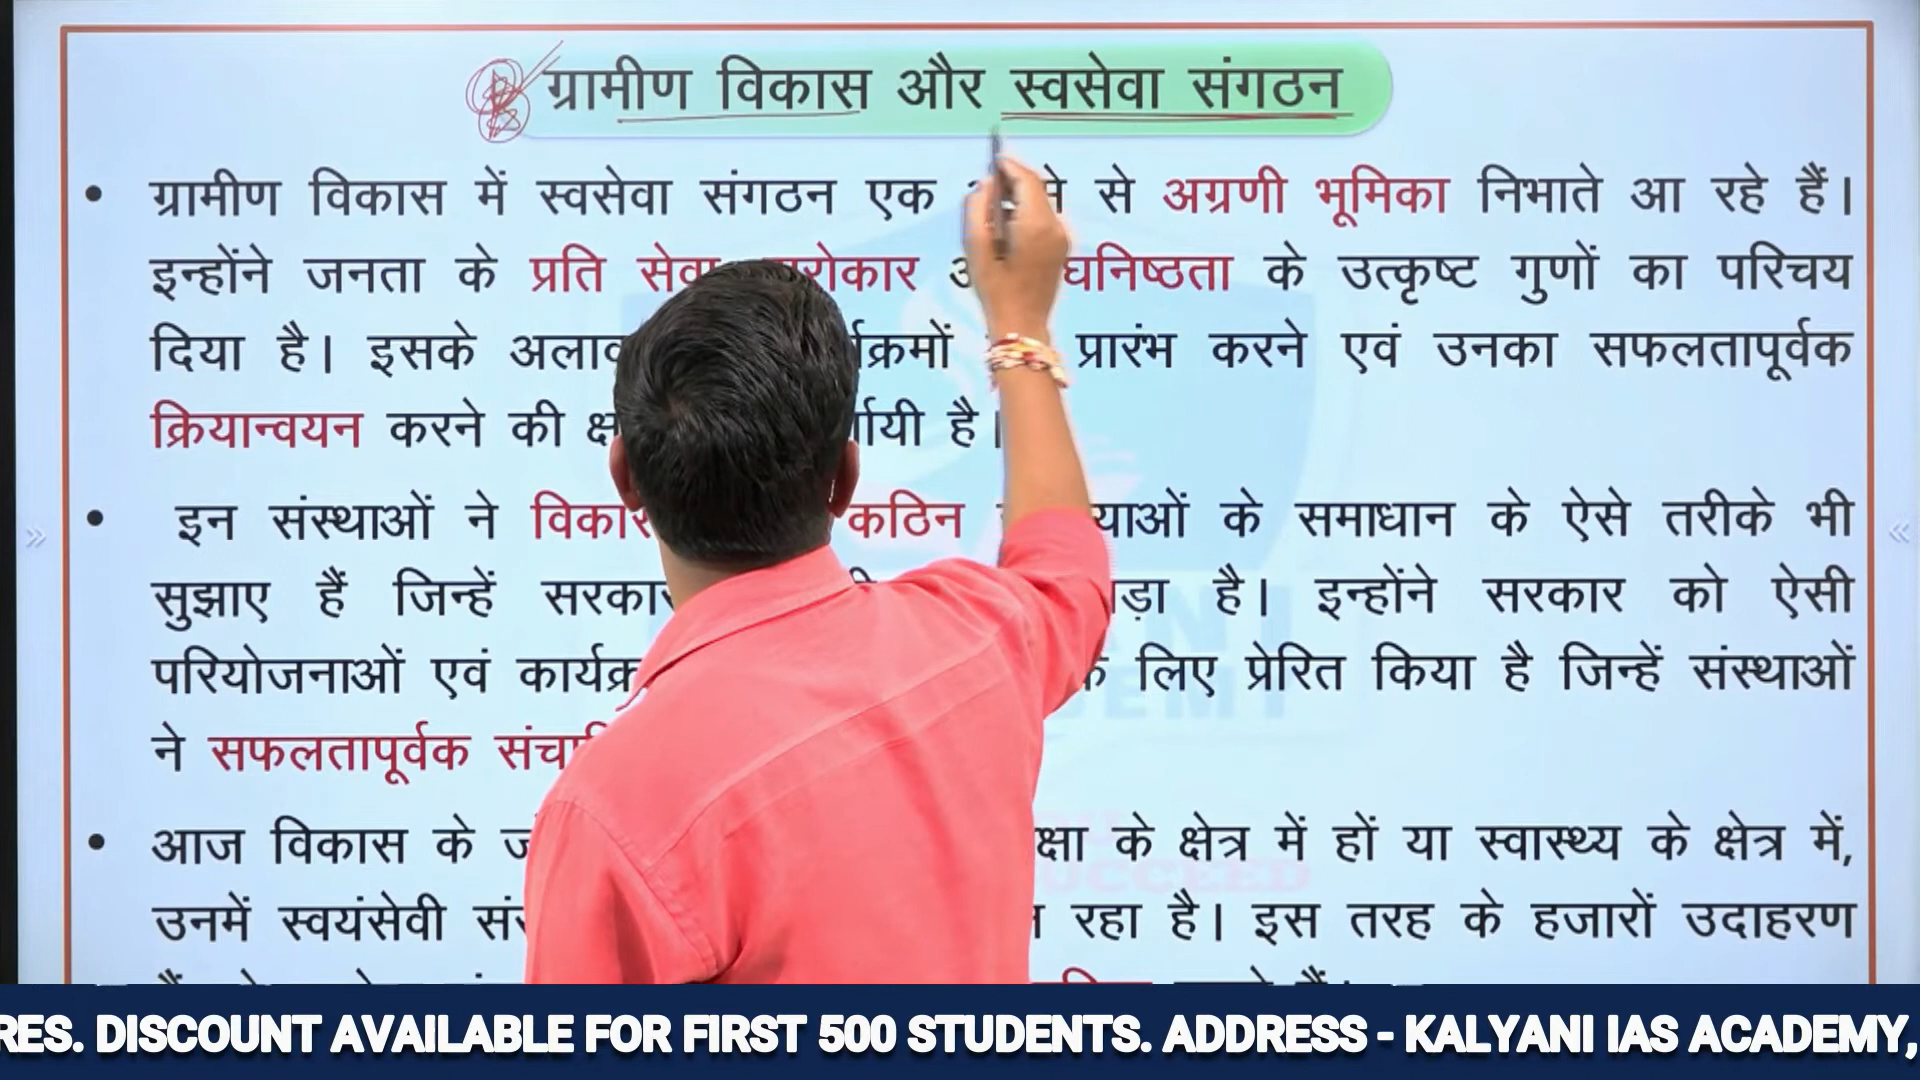 ग्रामीण विकास और स्वसेवा संगठन
• ग्रामीण विकास में स्वसेवा संगठन एक से अग्रणी भूमिका निभाते आ रहे हैं।
इन्होंने जनता के प्रति सेवा घनिष्ठता के उत्कृष्ट गुणों का परिचय
दिया है। इसके प्रारंभ करने एवं उनका सफलतापूर्वक
क्रियान्वयन करने की है।
• इन संस्थाओं ने कठिन के समाधान के ऐसे तरीके भी
सुझाए हैं जिन्हें है। इन्होंने सरकार को ऐसी
परियोजनाओं एवं लिए प्रेरित किया है जिन्हें संस्थाओं
ने सफलतापूर्वक
• आज विकास के के क्षेत्र में हों या स्वास्थ्य के क्षेत्र में,
उनमें स्वयंसेवी रहा है। इस तरह के हजारों उदाहरण
RES. DISCOUNT AVAILABLE FOR FIRST 500 STUDENTS. ADDRESS - KALYANI IAS ACADEMY,